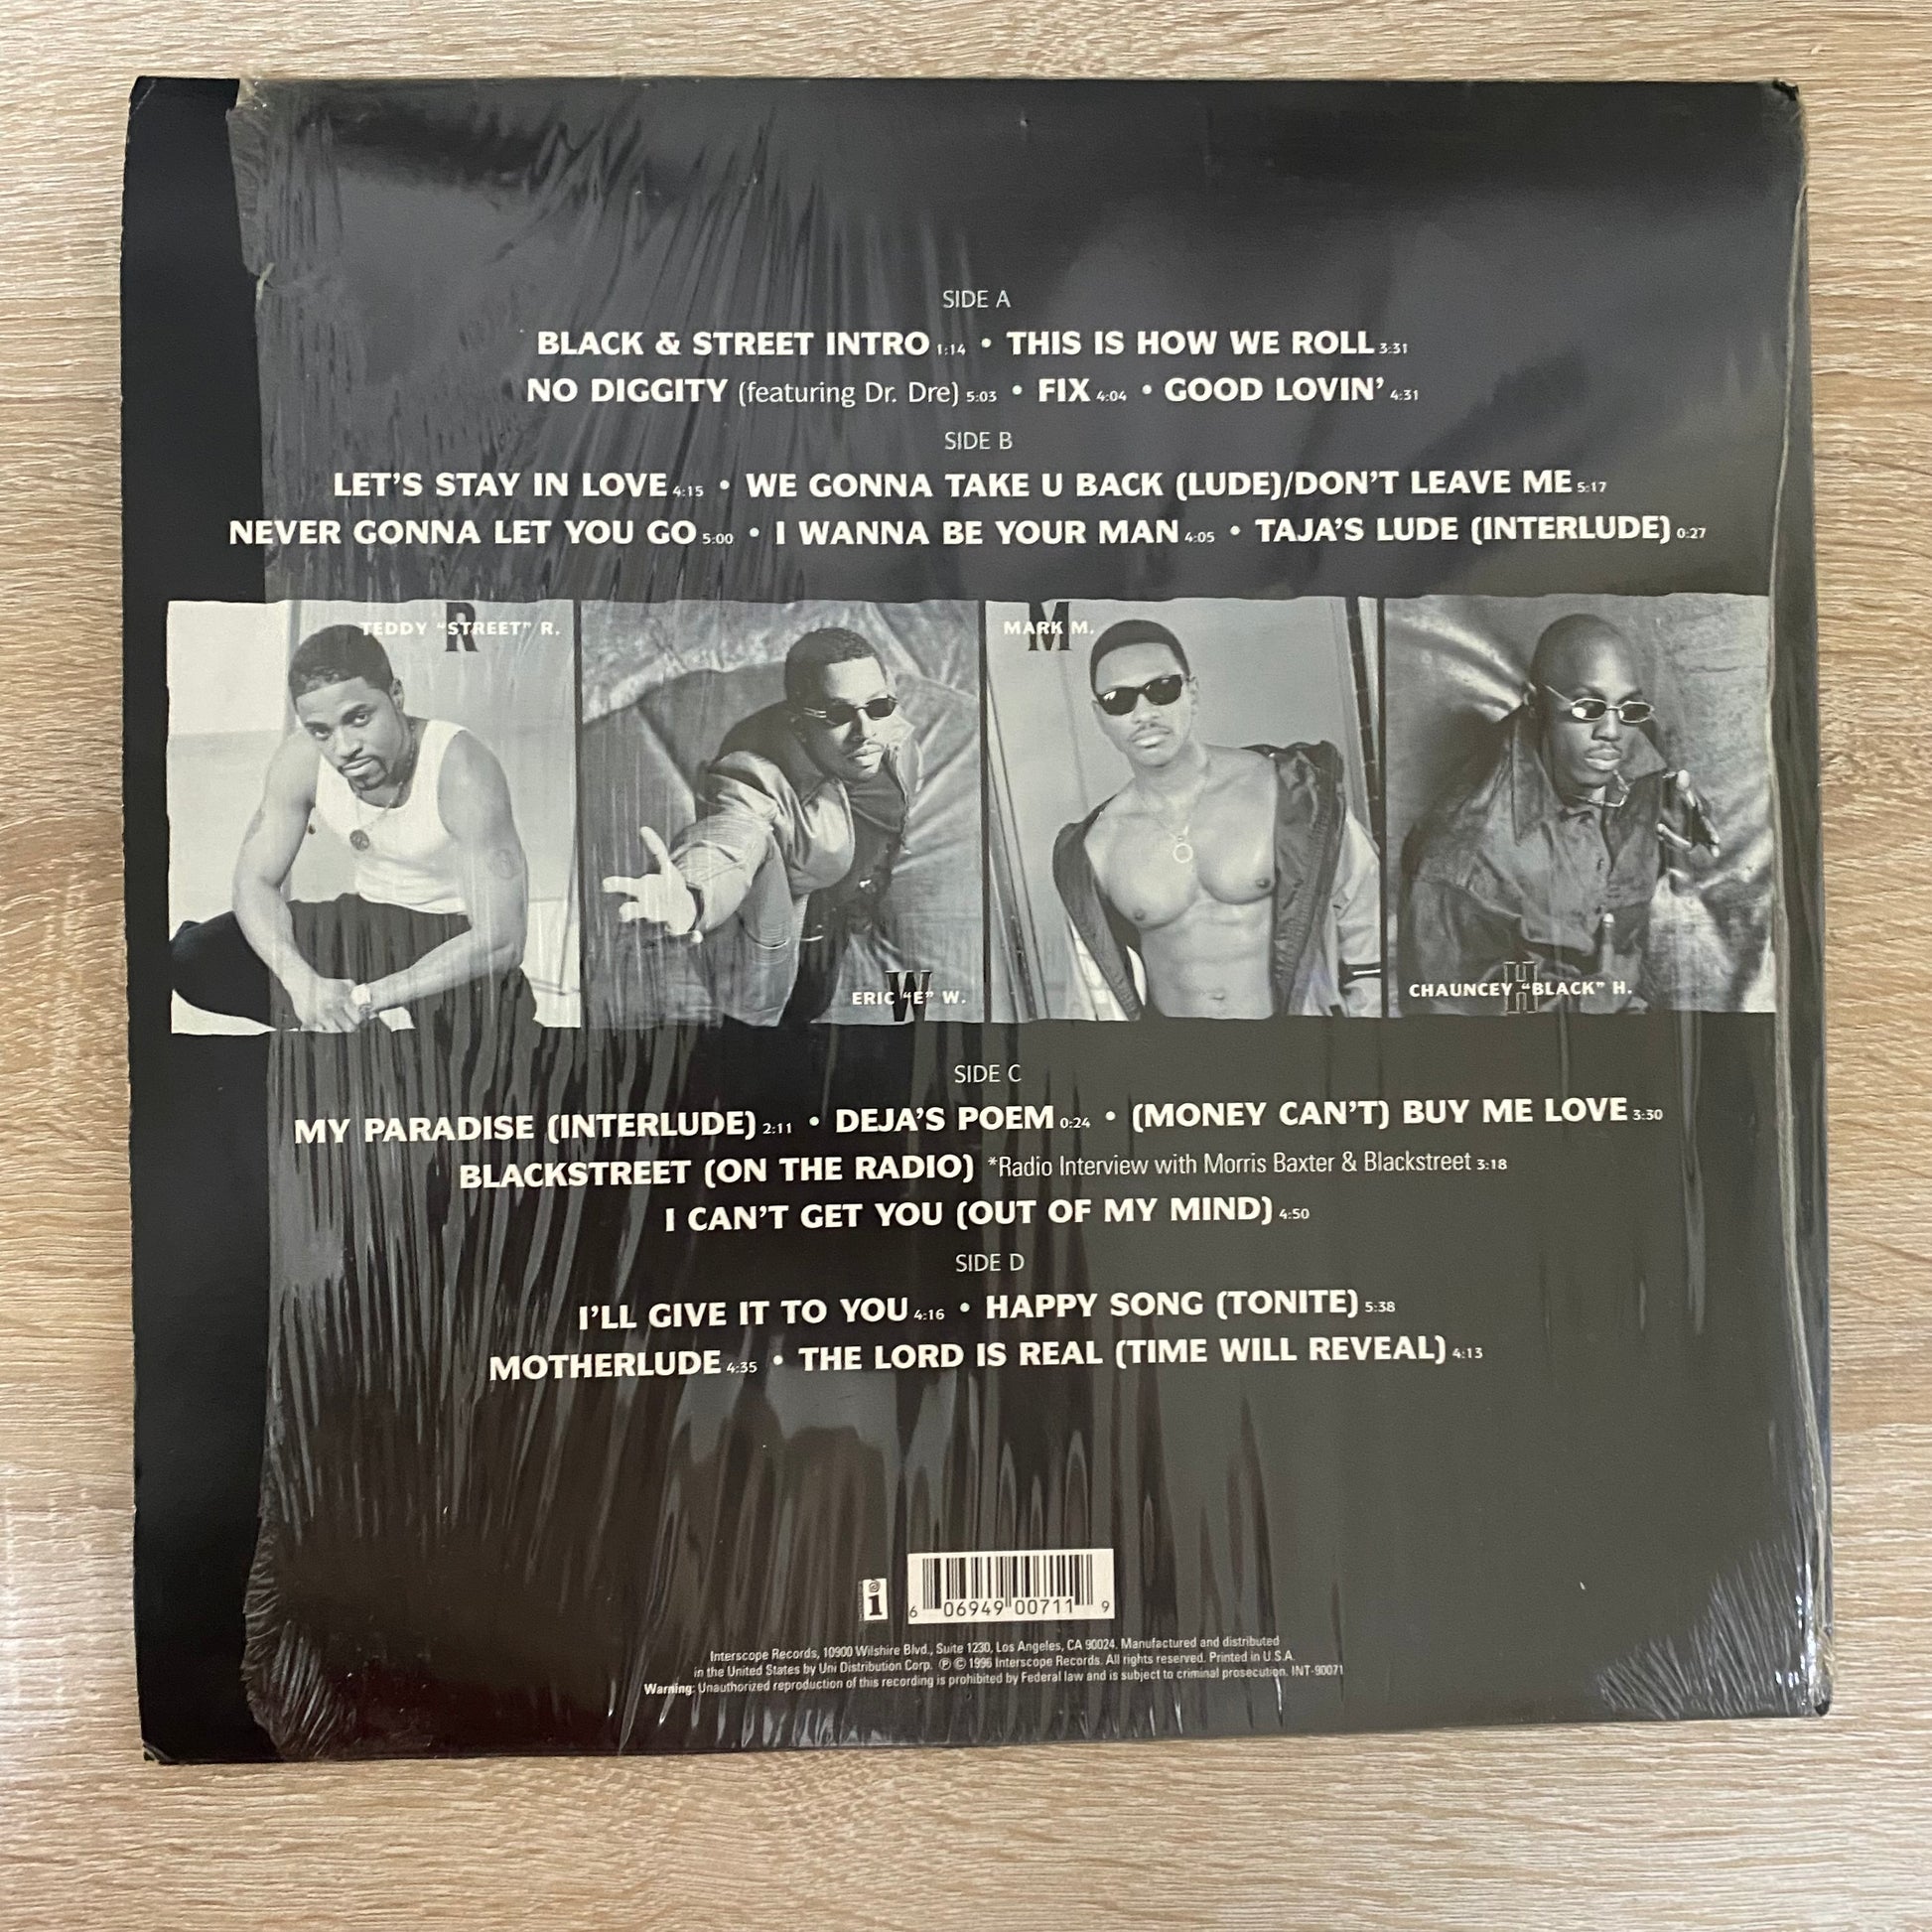 SIDE A
BLACK & STREET INTRO 1:14 • THIS IS HOW WE ROLL 3:31
NO DIGGITY (featuring Dr. Dre) 5:03 • FIX 4:04 • GOOD LOVIN' 4:31
SIDE B
LET'S STAY IN LOVE 4:15 • WE GONNA TAKE U BACK (LUDE)/DON'T LEAVE ME 5:17
NEVER GONNA LET YOU GO 5:00 • I WANNA BE YOUR MAN 4:05 • TAJA'S LUDE (INTERLUDE) 0:27
R
TEDDY "STREET" R.
W
ERIC "E" W.
M
MARK M.
H
CHAUNCEY "BLACK" H.
SIDE C
MY PARADISE (INTERLUDE) 2:11 • DEJA'S POEM 0:24 • (MONEY CAN'T) BUY ME LOVE 3:30
BLACKSTREET (ON THE RADIO) *Radio Interview with Morris Baxter & Blackstreet 3:18
I CAN'T GET YOU (OUT OF MY MIND) 4:50
SIDE D
I'LL GIVE IT TO YOU 4:16 • HAPPY SONG (TONITE) 5:38
MOTHERLUDE 4:35 • THE LORD IS REAL (TIME WILL REVEAL) 4:13
i
6 06949 00711 9
Interscope Records, 10900 Wilshire Blvd., Suite 1230, Los Angeles, CA 90024. Manufactured and distributed
in the United States by Uni Distribution Corp. ℗ © 1996 Interscope Records. All rights reserved. Printed in U.S.A.
Warning: Unauthorized reproduction of this recording is prohibited by Federal law and is subject to criminal prosecution. INT-90071